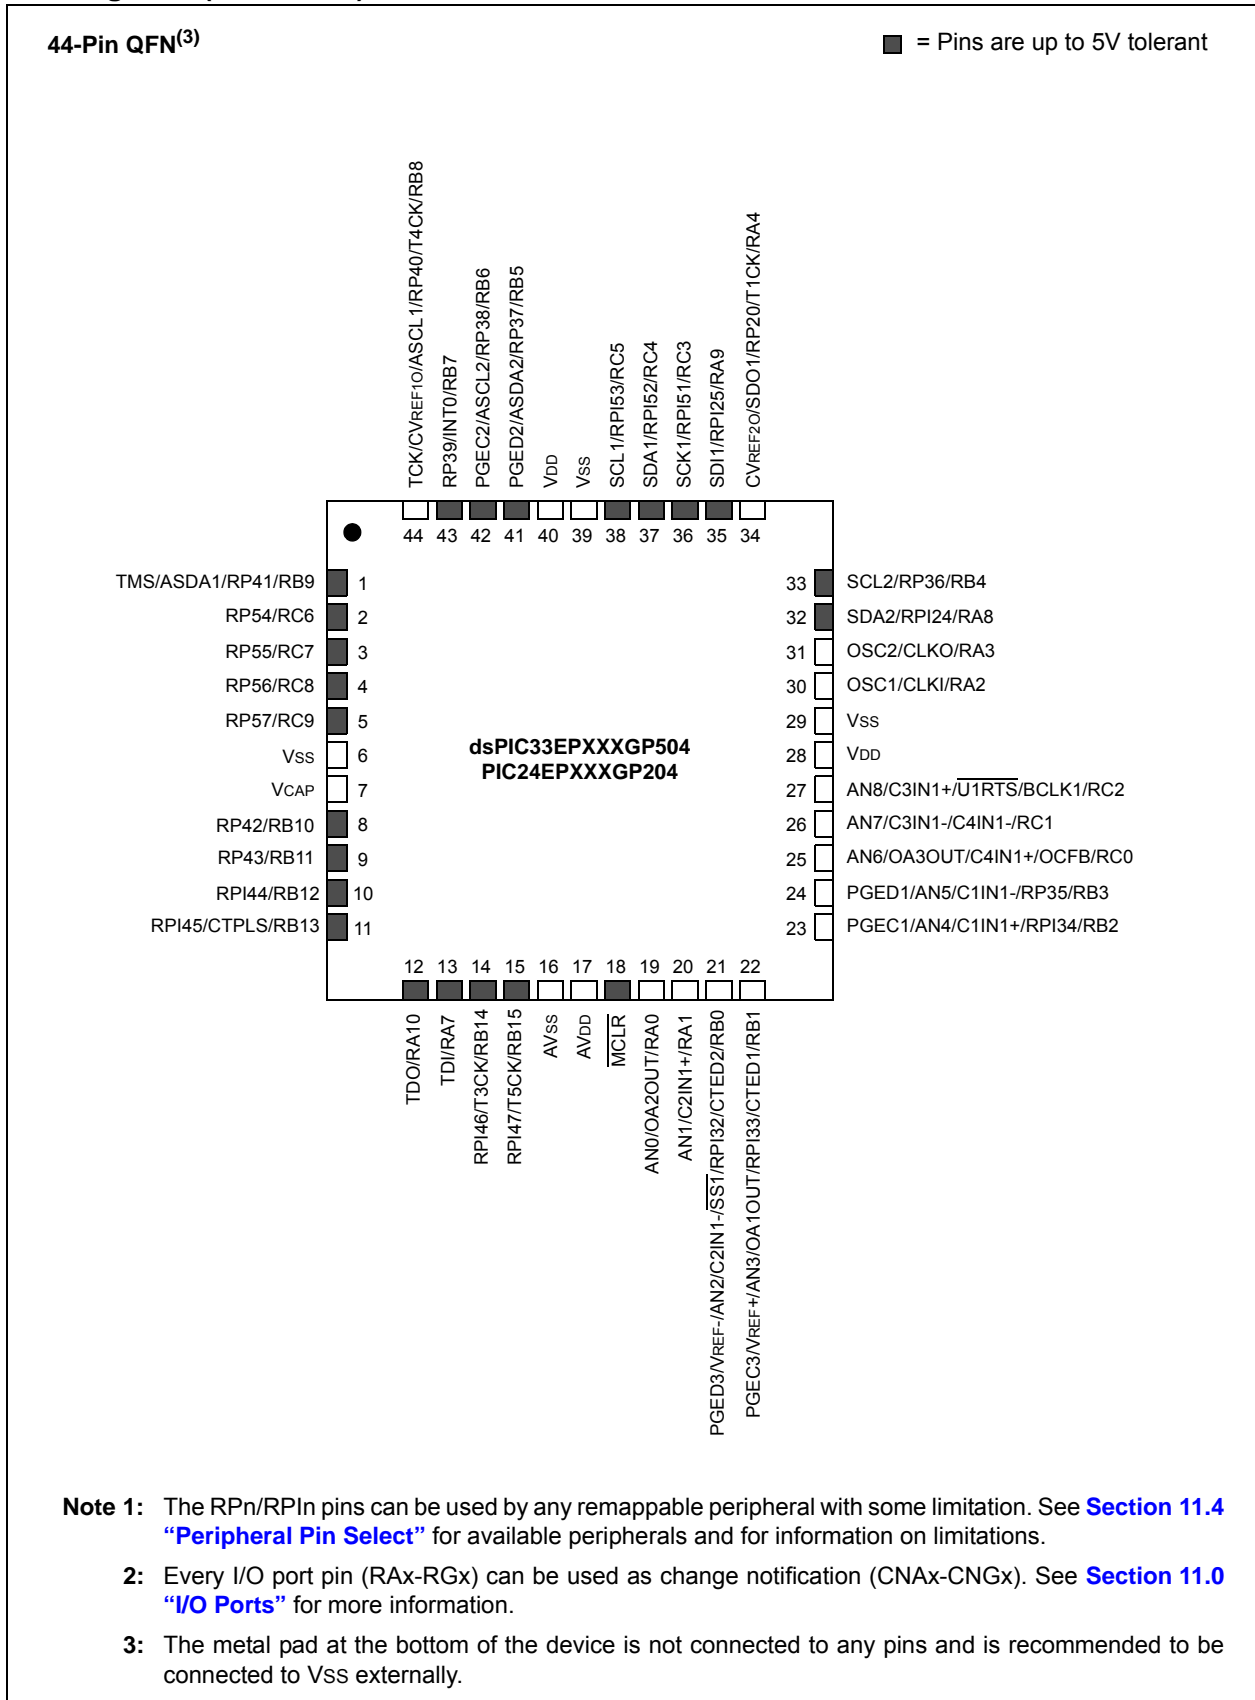 44-Pin QFN(3)
= Pins are up to 5V tolerant
TCK/CVREF1O/ASCL1/RP40/T4CK/RB8
RP39/INT0/RB7
PGEC2/ASCL2/RP38/RB6
PGED2/ASDA2/RP37/RB5
VDD
VSS
SCL1/RPI53/RC5
SDA1/RPI52/RC4
SCK1/RPI51/RC3
SDI1/RPI25/RA9
CVREF2O/SDO1/RP20/T1CK/RA4
44 43 42 41 40 39 38 37 36 35 34
TMS/ASDA1/RP41/RB9 1
RP54/RC6 2
RP55/RC7 3
RP56/RC8 4
RP57/RC9 5
VSS 6
VCAP 7
RP42/RB10 8
RP43/RB11 9
RPI44/RB12 10
RPI45/CTPLS/RB13 11
dsPIC33EPXXXGP504
PIC24EPXXXGP204
33 SCL2/RP36/RB4
32 SDA2/RPI24/RA8
31 OSC2/CLKO/RA3
30 OSC1/CLKI/RA2
29 VSS
28 VDD
27 AN8/C3IN1+/U1RTS/BCLK1/RC2
26 AN7/C3IN1-/C4IN1-/RC1
25 AN6/OA3OUT/C4IN1+/OCFB/RC0
24 PGED1/AN5/C1IN1-/RP35/RB3
23 PGEC1/AN4/C1IN1+/RPI34/RB2
12 13 14 15 16 17 18 19 20 21 22
TDO/RA10
TDI/RA7
RPI46/T3CK/RB14
RPI47/T5CK/RB15
AVSS
AVDD
MCLR
AN0/OA2OUT/RA0
AN1/C2IN1+/RA1
PGED3/VREF-/AN2/C2IN1-/SS1/RPI32/CTED2/RB0
PGEC3/VREF+/AN3/OA1OUT/RPI33/CTED1/RB1
Note 1: The RPn/RPIn pins can be used by any remappable peripheral with some limitation. See Section 11.4
"Peripheral Pin Select" for available peripherals and for information on limitations.
2: Every I/O port pin (RAx-RGx) can be used as change notification (CNAx-CNGx). See Section 11.0
"I/O Ports" for more information.
3: The metal pad at the bottom of the device is not connected to any pins and is recommended to be
connected to VSS externally.